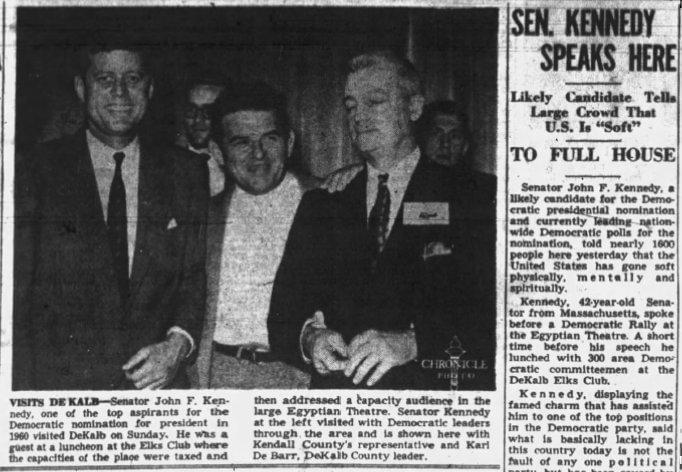 SEN. KENNEDY
SPEAKS HERE
Likely Candidate Tells
Large Crowd That
U.S. Is "Soft"
TO FULL HOUSE
Senator John F. Kennedy, a
likely candidate for the Demo-
cratic presidential nomination
and currently leading nation-
wide Democratic polls for the
nomination, told nearly 1600
people here yesterday that the
United States has gone soft
physically, mentally and
spiritually.
Kennedy, 42-year-old Sena-
tor from Massachusetts, spoke
before a Democratic Rally at
the Egyptian Theatre. A short
time before his speech he
lunched with 300 area Demo-
cratic committeemen at the
DeKalb Elks Club.
Kennedy, displaying the
famed charm that has assisted
him to one of the top positions
in the Democratic party, said
what is basically lacking in
this country today is not the
fault of any one political
CHRONICLE
PHOTO
VISITS DE KALB—Senator John F. Ken-
nedy, one of the top aspirants for the
Democratic nomination for president in
1960 visited DeKalb on Sunday. He was a
guest at a luncheon at the Elks Club where
the capacities of the place were taxed and
then addressed a capacity audience in the
large Egyptian Theatre. Senator Kennedy
at the left visited with Democratic leaders
through the area and is shown here with
Kendall County's representative and Karl
De Barr, DeKalb County leader.